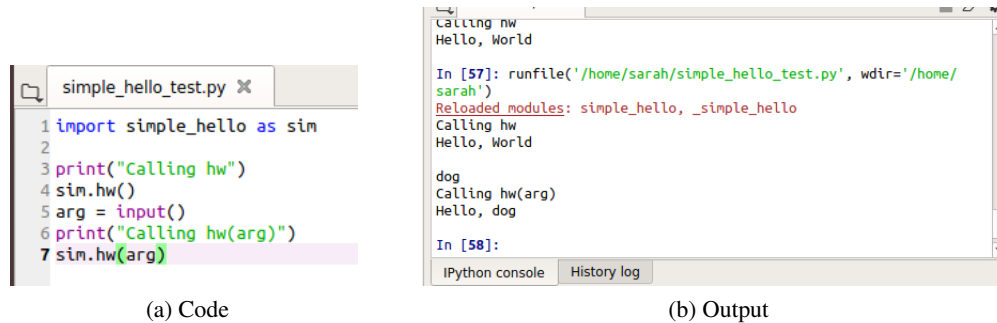 simple_hello_test.py ✖
1 import simple_hello as sim
2
3 print("Calling hw")
4 sim.hw()
5 arg = input()
6 print("Calling hw(arg)")
7 sim.hw(arg)
(a) Code
Calling hw
Hello, World
In [57]: runfile('/home/sarah/simple_hello_test.py', wdir='/home/
sarah')
Reloaded modules: simple_hello, _simple_hello
Calling hw
Hello, World
dog
Calling hw(arg)
Hello, dog
In [58]:
IPython console History log
(b) Output